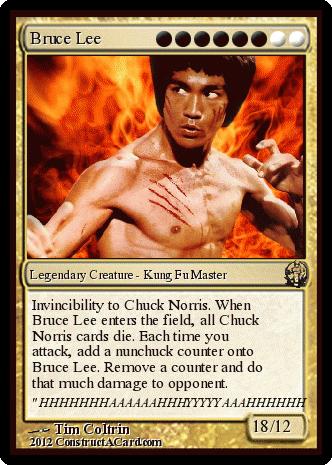 Bruce Lee
Legendary Creature - Kung Fu Master
Invincibility to Chuck Norris. When
Bruce Lee enters the field, all Chuck
Norris cards die. Each time you
attack, add a nunchuck counter onto
Bruce Lee. Remove a counter and do
that much damage to opponent.
"HHHHHHHAAAAAAHHHYYYYYAAAHHHHHH
18/12
Tim Coltrin
2012 ConstructACard.com